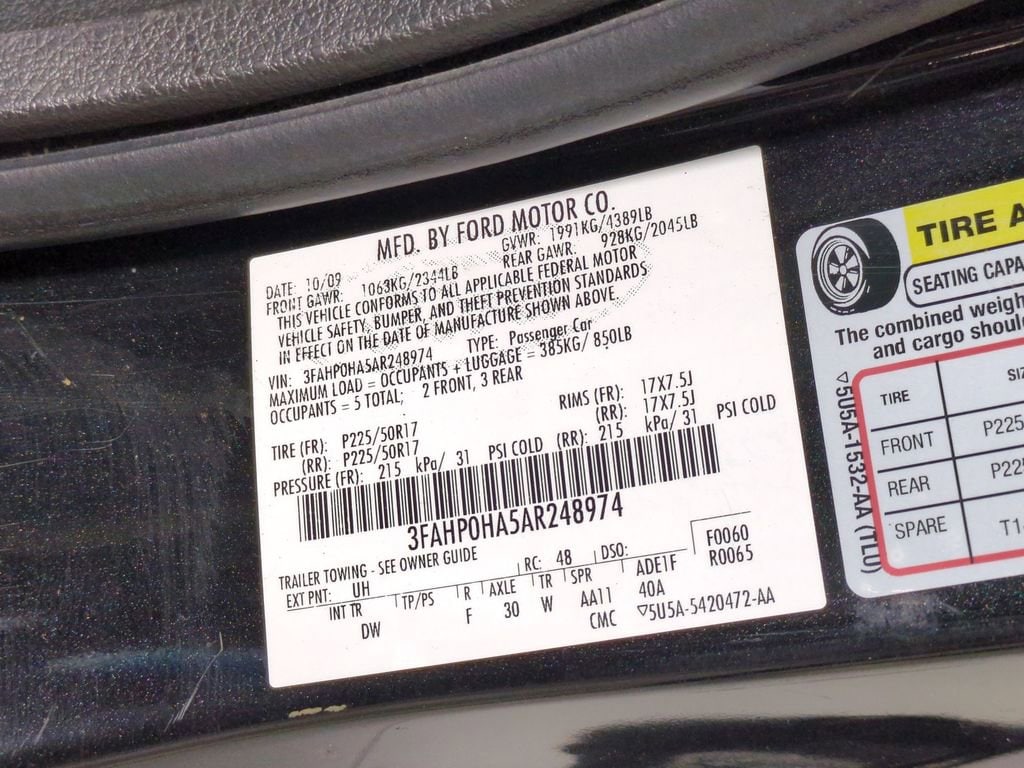 MFD. BY FORD MOTOR CO.
DATE: 10/09 GVWR: 1991KG/4389LB
FRONT GAWR: 1063KG/2344LB REAR GAWR: 928KG/2045LB
THIS VEHICLE CONFORMS TO ALL APPLICABLE FEDERAL MOTOR
VEHICLE SAFETY, BUMPER, AND THEFT PREVENTION STANDARDS
IN EFFECT ON THE DATE OF MANUFACTURE SHOWN ABOVE.
VIN: 3FAHP0HA5AR248974 TYPE: Passenger Car
MAXIMUM LOAD = OCCUPANTS + LUGGAGE = 385KG/ 850LB
OCCUPANTS = 5 TOTAL; 2 FRONT, 3 REAR
TIRE (FR): P225/50R17 RIMS (FR): 17X7.5J
(RR): P225/50R17 (RR): 17X7.5J
PRESSURE (FR): 215 kPa/ 31 PSI COLD (RR): 215 kPa/ 31 PSI COLD
3FAHP0HA5AR248974
TRAILER TOWING - SEE OWNER GUIDE
EXT PNT: UH RC: 48 DSO: F0060
R0065
INT TR TP/PS R AXLE TR SPR ADE1F
DW F 30 W AA11 40A
CMC ▽5U5A-5420472-AA
TIRE A
SEATING CAPA
The combined weigh
and cargo shoul
TIRE SIZ
FRONT P225
REAR P22
SPARE T1
▽5U5A-1532-AA (TLU)